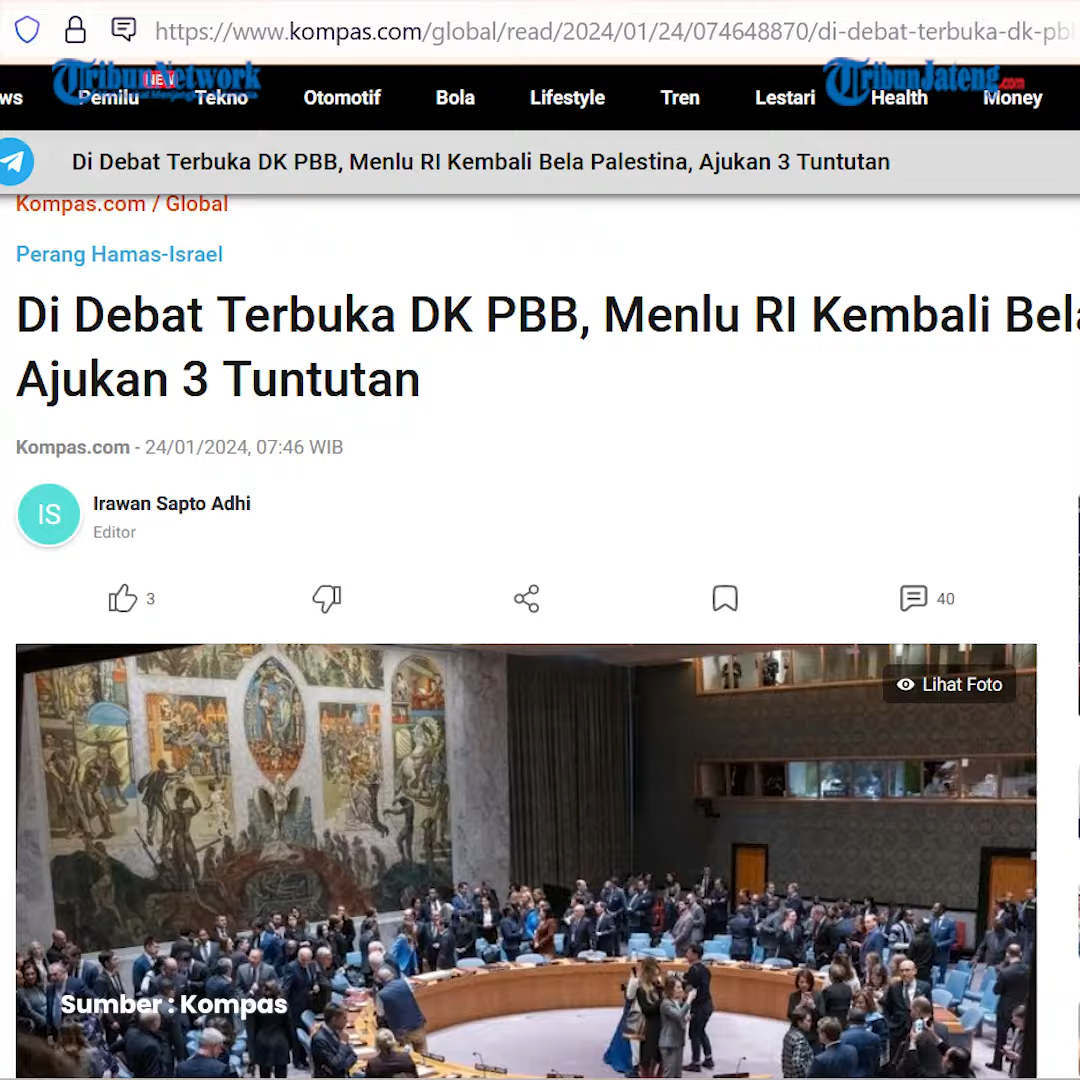 https://www.kompas.com/global/read/2024/01/24/074648870/di-debat-terbuka-dk-pbb
TribunNetwork
TribunJateng.com
ws Pemilu NEW Tekno Otomotif Bola Lifestyle Tren Lestari Health Money
Di Debat Terbuka DK PBB, Menlu RI Kembali Bela Palestina, Ajukan 3 Tuntutan
Kompas.com / Global
Perang Hamas-Israel
Di Debat Terbuka DK PBB, Menlu RI Kembali Bela
Ajukan 3 Tuntutan
Kompas.com - 24/01/2024, 07:46 WIB
IS
Irawan Sapto Adhi
Editor
3
40
Lihat Foto
Sumber : Kompas